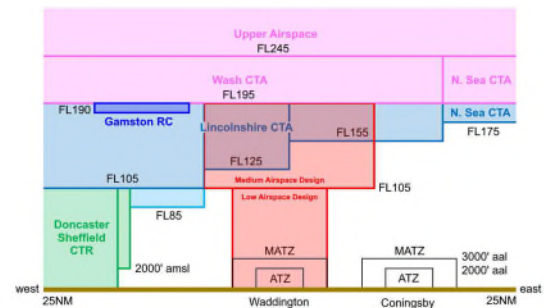 Upper Airspace
FL245
Wash CTA
N. Sea CTA
FL195
FL190
Gamston RC
Lincolnshire CTA
N. Sea CTA
FL155
FL175
FL125
FL105
Medium Airspace Design
FL105
Low Airspace Design
FL85
Doncaster
Sheffield
CTR
2000' amsl
MATZ
MATZ
3000' aal
ATZ
ATZ
2000' aal
west
east
25NM
Waddington
Coningsby
25NM